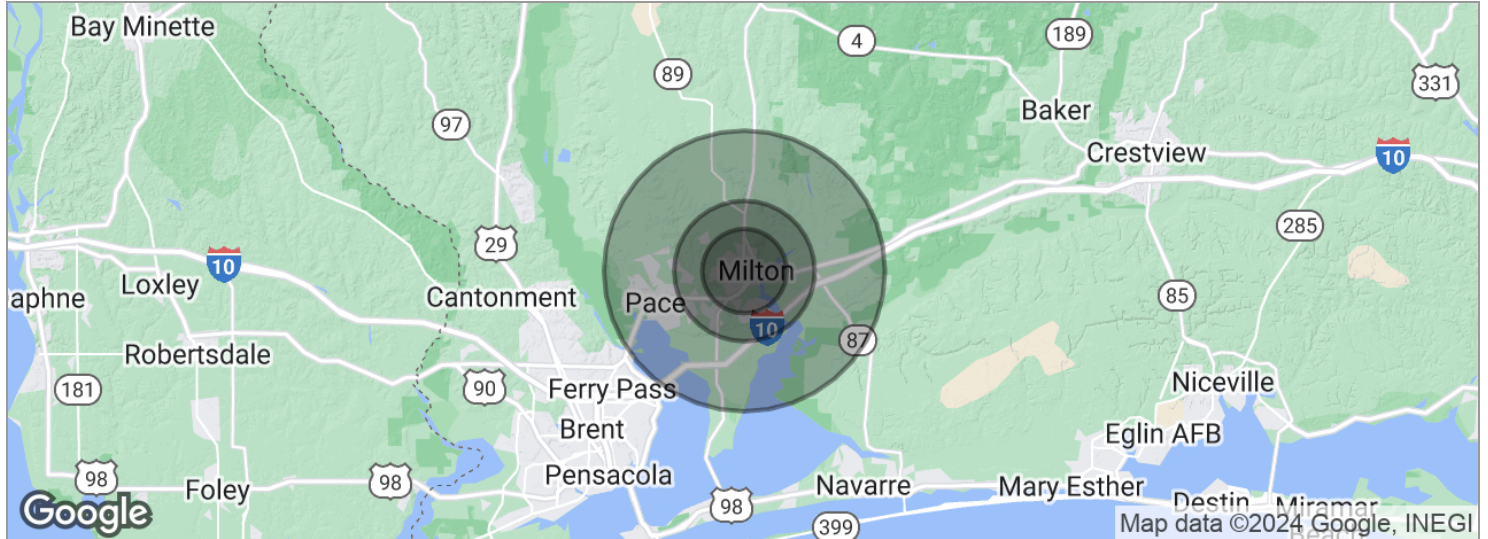 Bay Minette
4
189
89
331
97
Baker
Crestview
10
29
285
10
Milton
aphne
Loxley
Cantonment
Pace
85
10
87
Robertsdale
181
90
Ferry Pass
Niceville
Brent
Eglin AFB
98
Foley
98
Pensacola
98
Navarre
Mary Esther
Destin
Miramar
Beach
399
Google
Map data ©2024 Google, INEGI